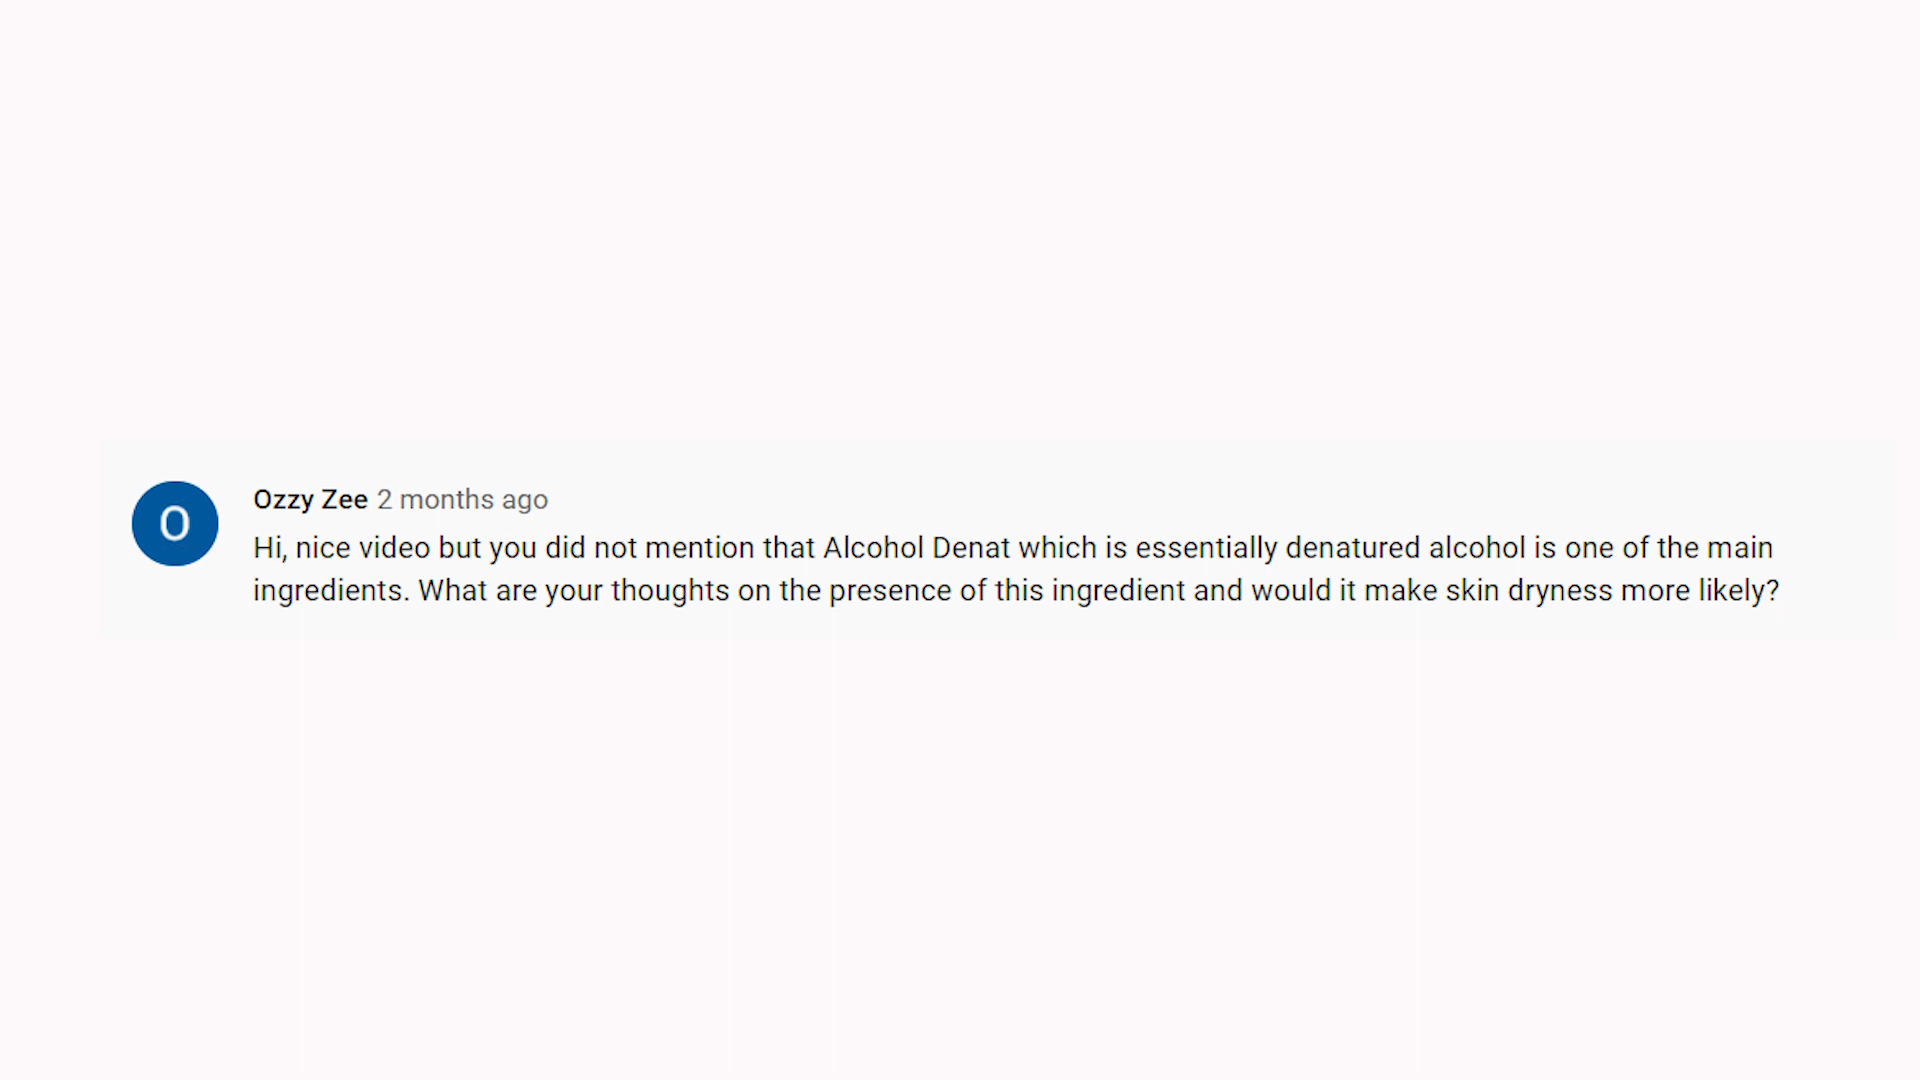 O
Ozzy Zee 2 months ago
Hi, nice video but you did not mention that Alcohol Denat which is essentially denatured alcohol is one of the main
ingredients. What are your thoughts on the presence of this ingredient and would it make skin dryness more likely?